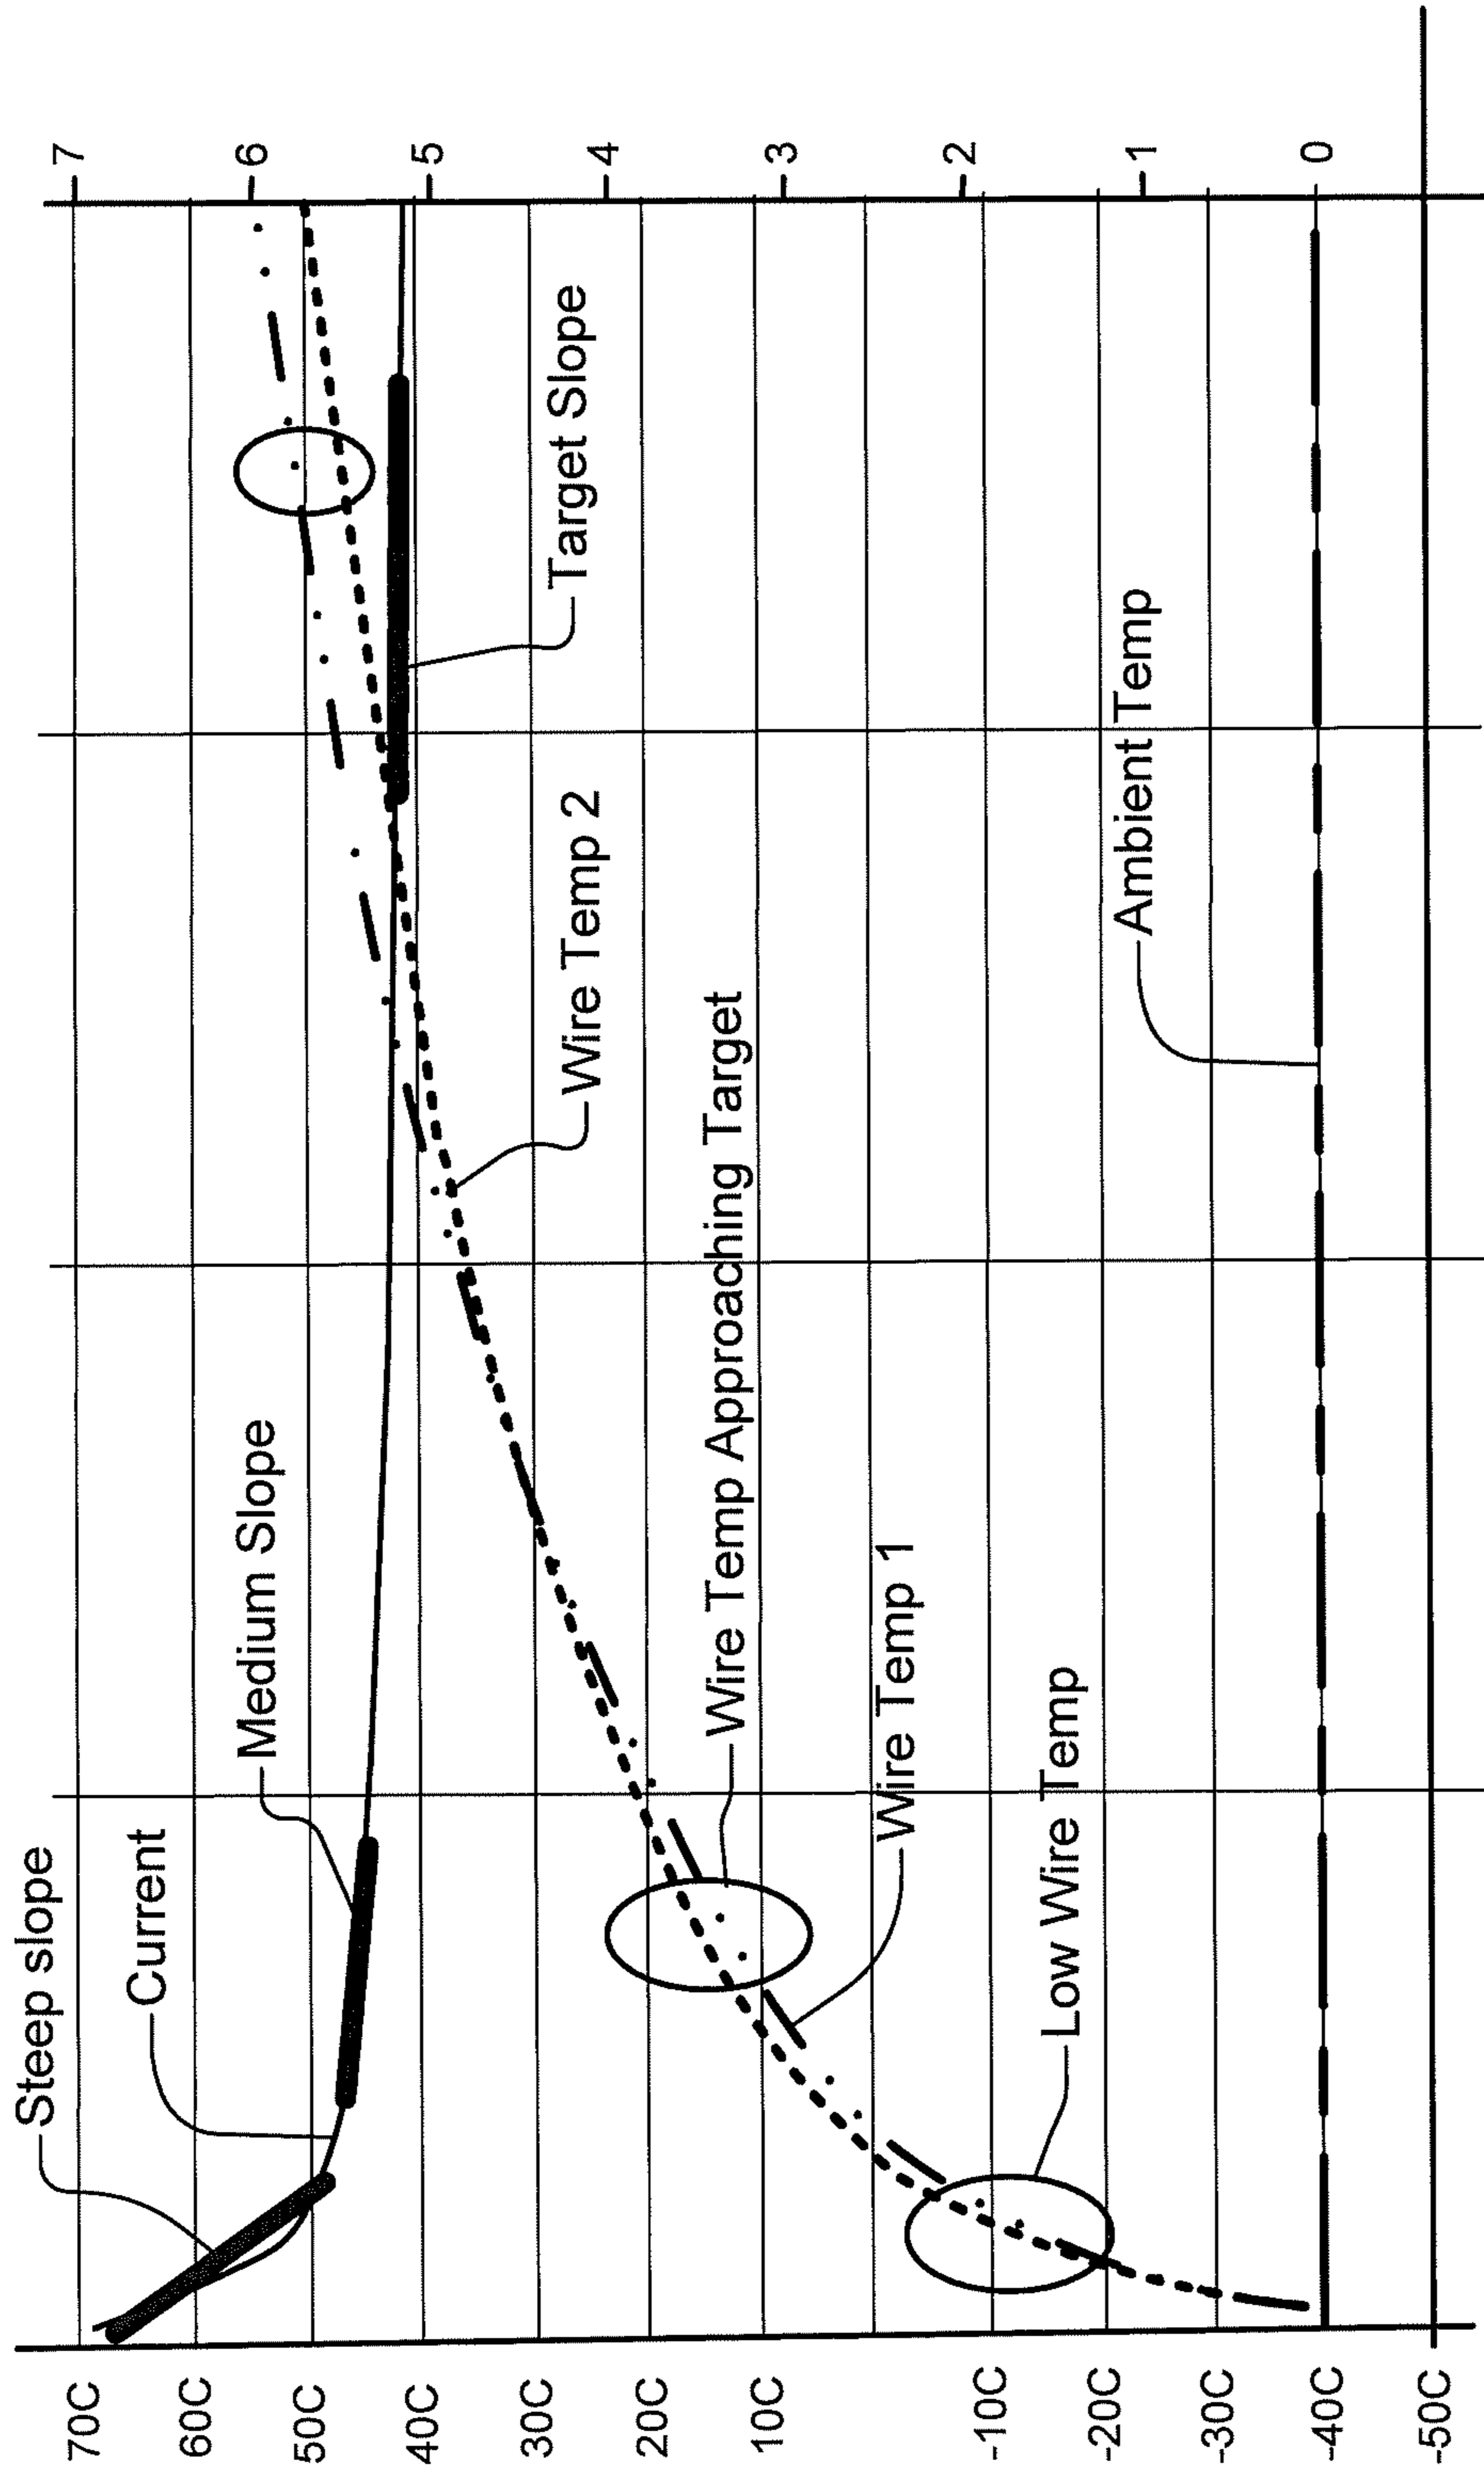 Steep slope
Current
Medium Slope
70C
60C
50C
40C
30C
20C
10C
-10C
-20C
-30C
-40C
-50C
7
6
5
4
3
2
1
0
Target Slope
Wire Temp 2
Wire Temp Approaching Target
Wire Temp 1
Low Wire Temp
Ambient Temp